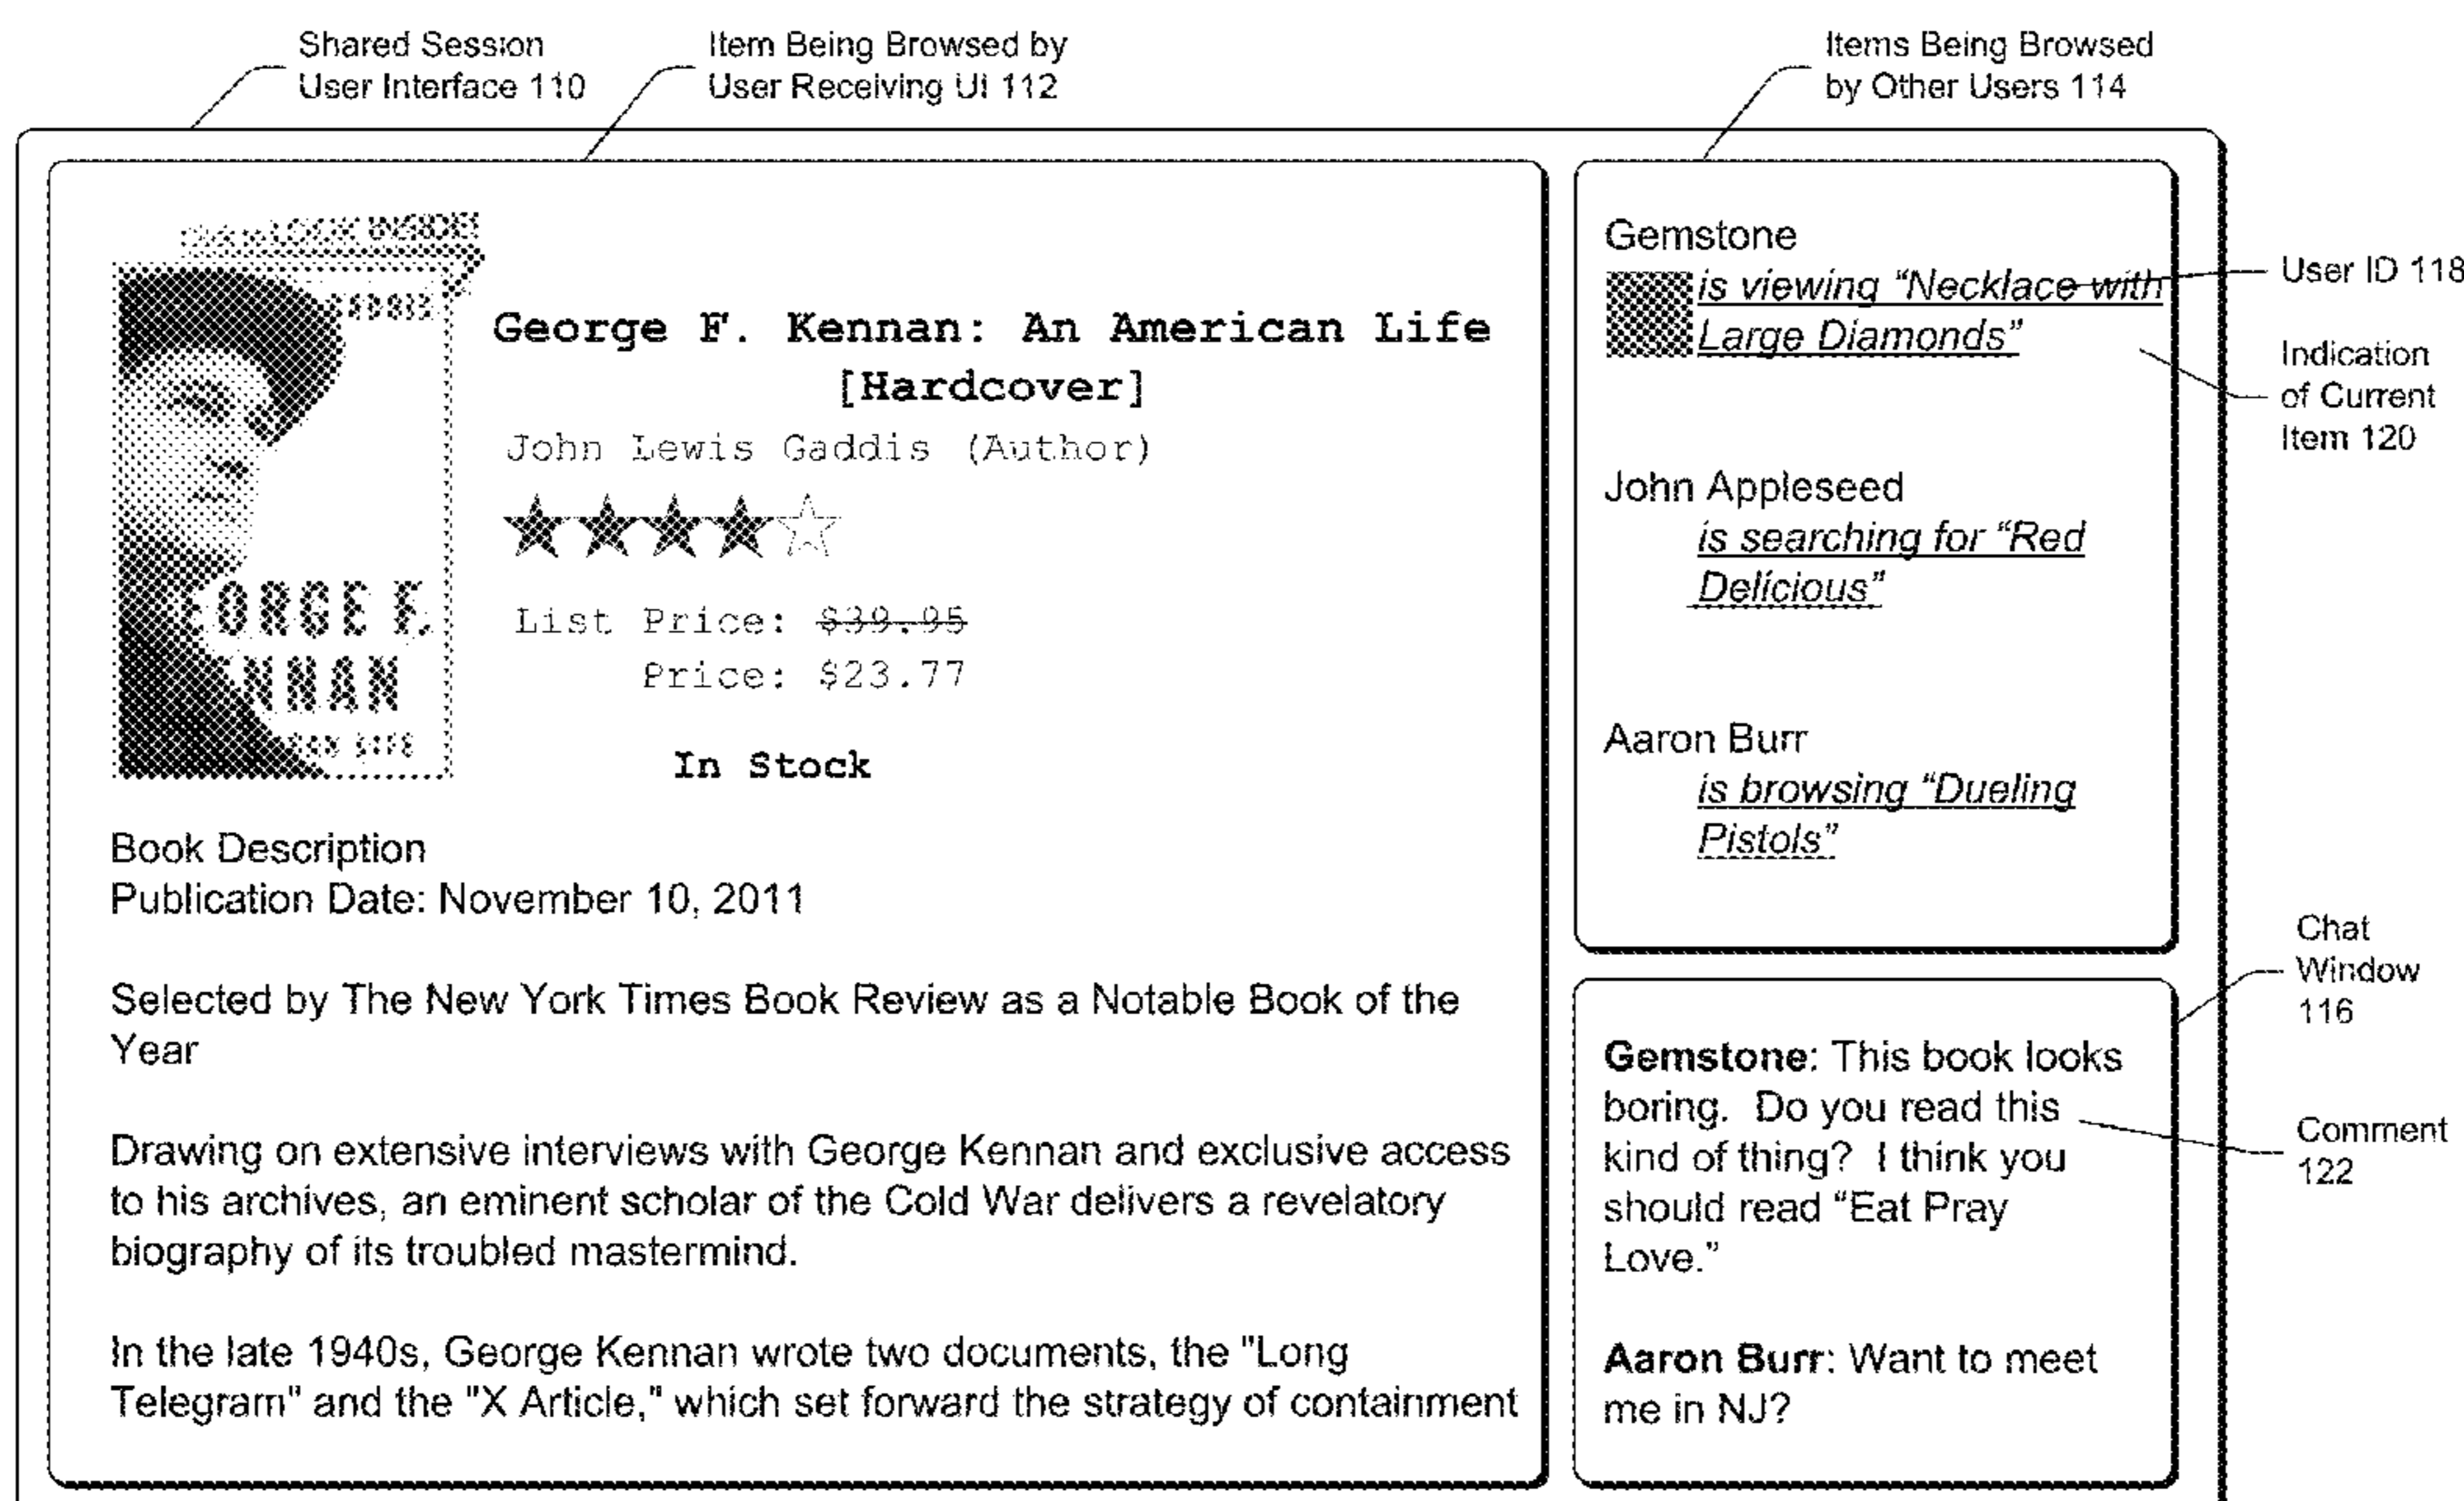 Shared Session
User Interface 110
Item Being Browsed by
User Receiving UI 112
Items Being Browsed
by Other Users 114
George F. Kennan: An American Life
[Hardcover]
John Lewis Gaddis (Author)
List Price: $39.95
Price: $23.77
In Stock
ORGE F.
NNAN
Book Description
Publication Date: November 10, 2011
Selected by The New York Times Book Review as a Notable Book of the
Year
Drawing on extensive interviews with George Kennan and exclusive access
to his archives, an eminent scholar of the Cold War delivers a revelatory
biography of its troubled mastermind.
In the late 1940s, George Kennan wrote two documents, the "Long
Telegram" and the "X Article," which set forward the strategy of containment
Gemstone
is viewing “Necklace with
Large Diamonds”
John Appleseed
is searching for “Red
Delicious”
Aaron Burr
is browsing “Dueling
Pistols”
User ID 118
Indication
of Current
Item 120
Gemstone: This book looks
boring.  Do you read this
kind of thing?  I think you
should read “Eat Pray
Love.”
Aaron Burr: Want to meet
me in NJ?
Chat
Window
116
Comment
122